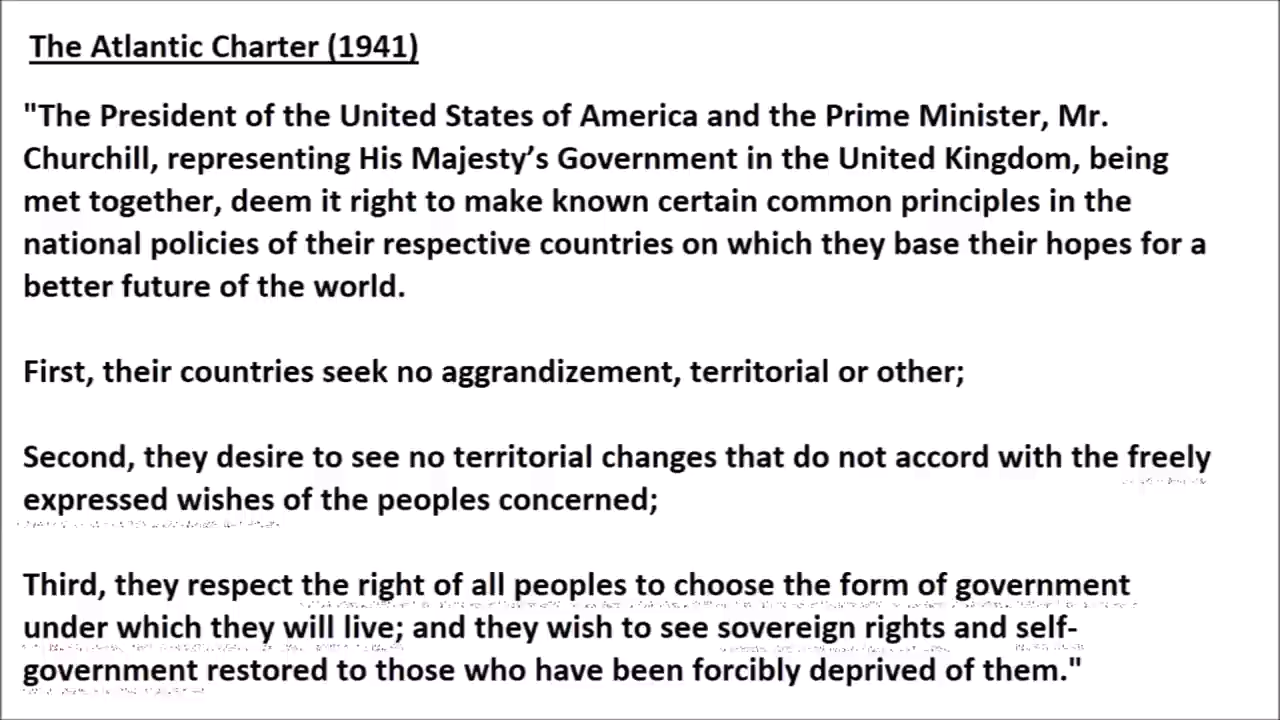 The Atlantic Charter (1941)
"The President of the United States of America and the Prime Minister, Mr.
Churchill, representing His Majesty’s Government in the United Kingdom, being
met together, deem it right to make known certain common principles in the
national policies of their respective countries on which they base their hopes for a
better future of the world.
First, their countries seek no aggrandizement, territorial or other;
Second, they desire to see no territorial changes that do not accord with the freely
expressed wishes of the peoples concerned;
Third, they respect the right of all peoples to choose the form of government
under which they will live; and they wish to see sovereign rights and self-
government restored to those who have been forcibly deprived of them."